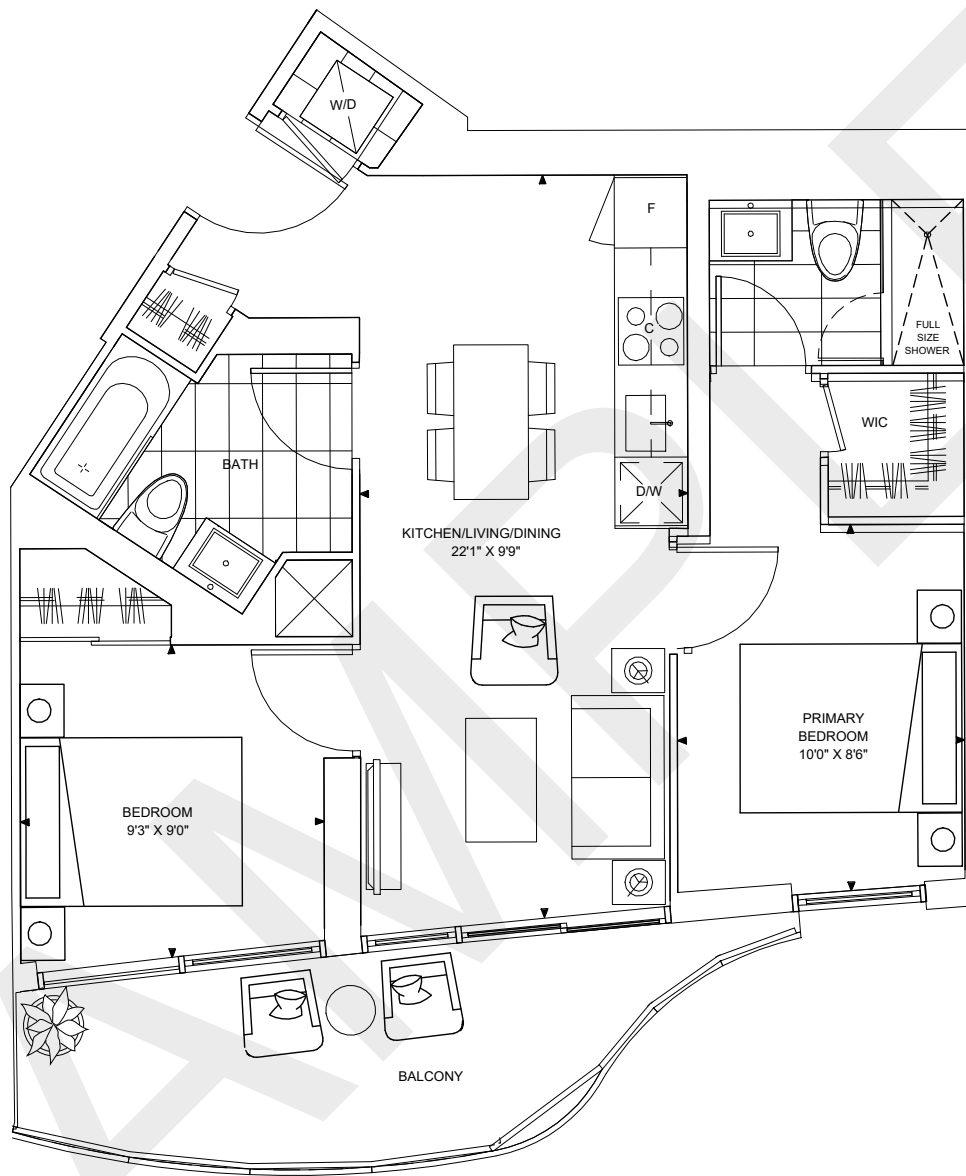 W/D
F
C
FULL
SIZE
SHOWER
WIC
BATH
D/W
KITCHEN/LIVING/DINING
22'1" X 9'9"
PRIMARY
BEDROOM
10'0" X 8'6"
BEDROOM
9'3" X 9'0"
BALCONY